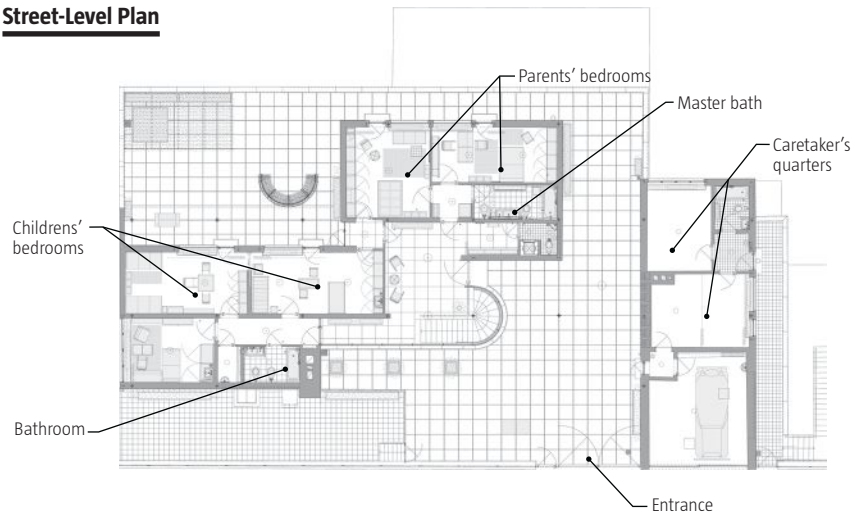 Street-Level Plan
Parents’ bedrooms
Master bath
Caretaker’s
quarters
Childrens’
bedrooms
Bathroom
Entrance